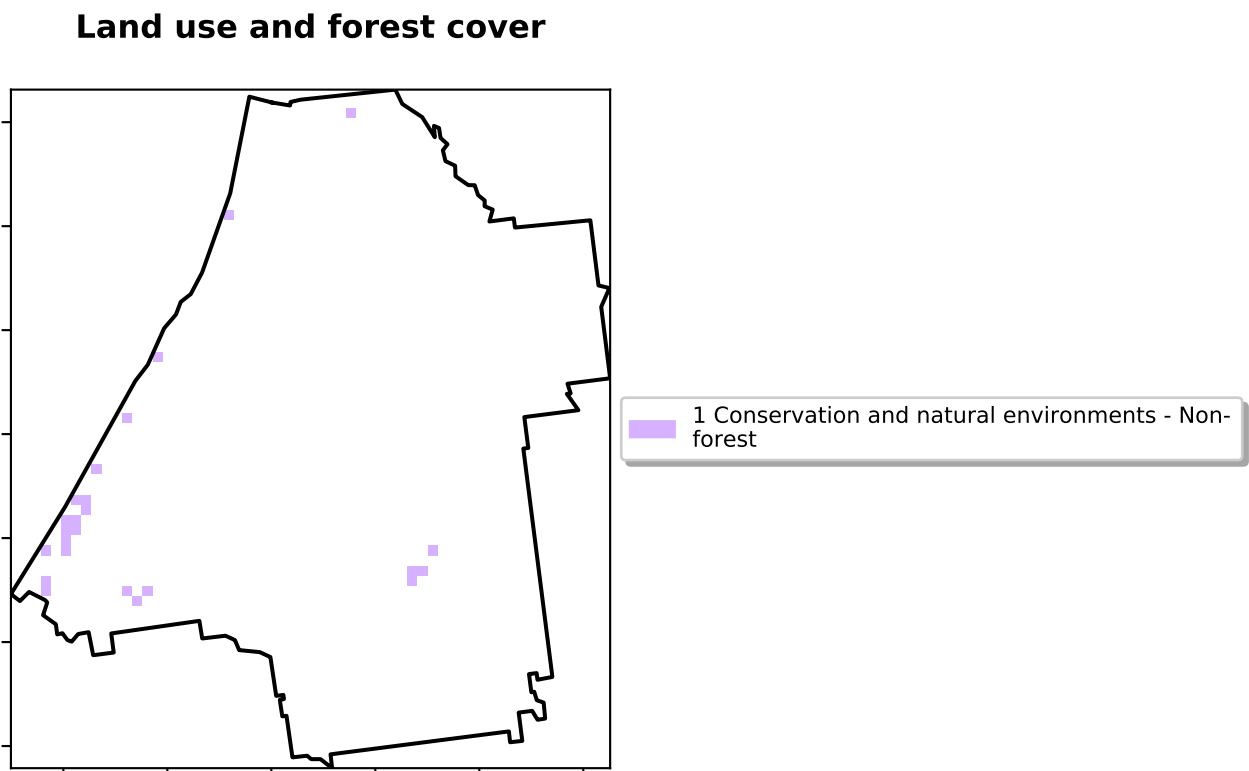 Land use and forest cover
1 Conservation and natural environments - Non-
forest